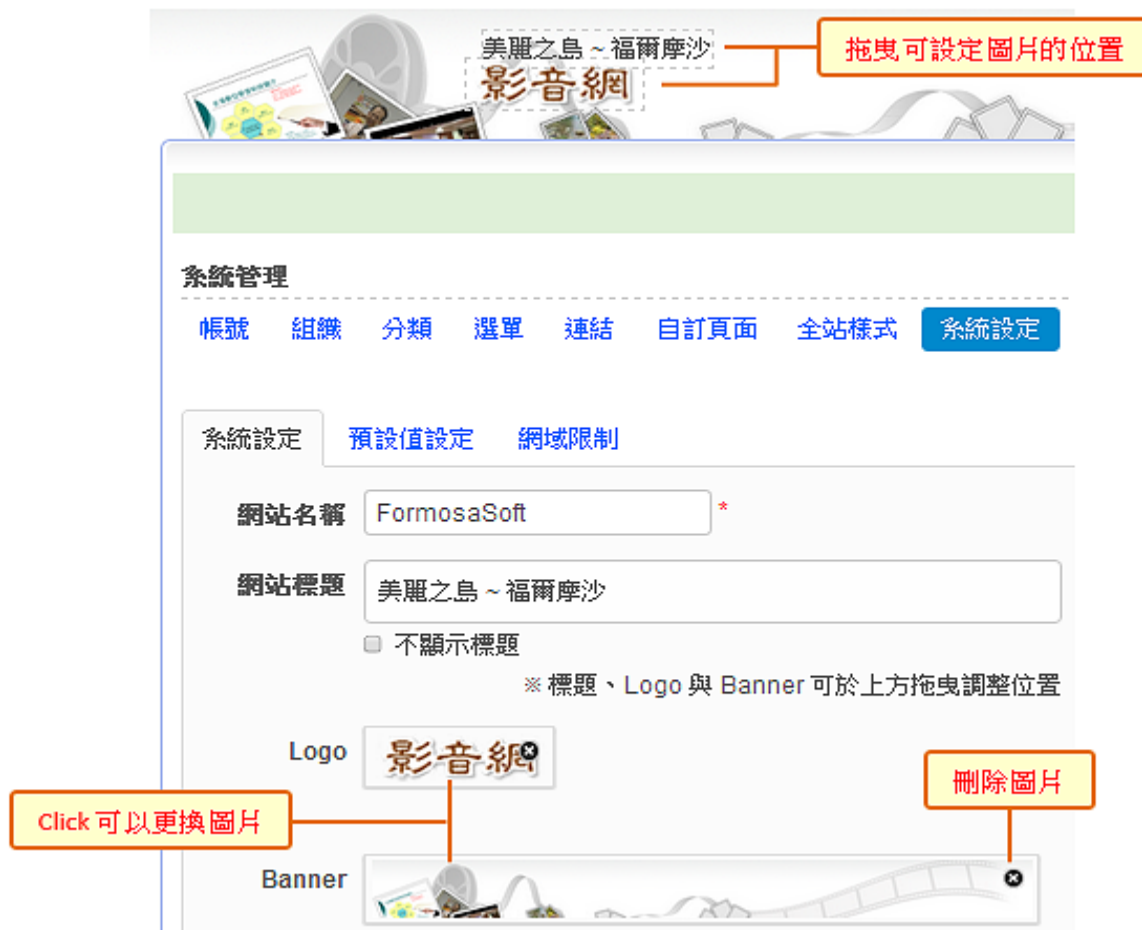 美麗之島 ~ 福爾摩沙
拖曳可設定圖片的位置
影音網
系統管理
帳號 組織 分類 選單 連結 自訂頁面 全站樣式 系統設定
系統設定 預設值設定 網域限制
網站名稱 FormosaSoft *
網站標題 美麗之島 ~ 福爾摩沙
不顯示標題
※ 標題、Logo 與 Banner 可於上方拖曳調整位置
Logo 影音網
刪除圖片
Click 可以更換圖片
Banner